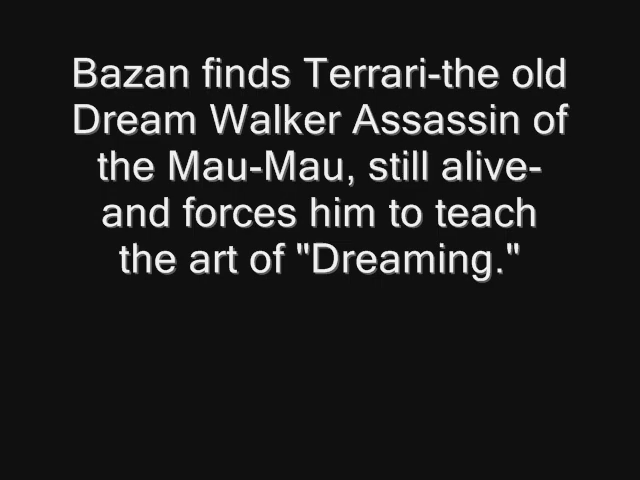 Bazan finds Terrari-the old
Dream Walker Assassin of
the Mau-Mau, still alive-
and forces him to teach
the art of "Dreaming."